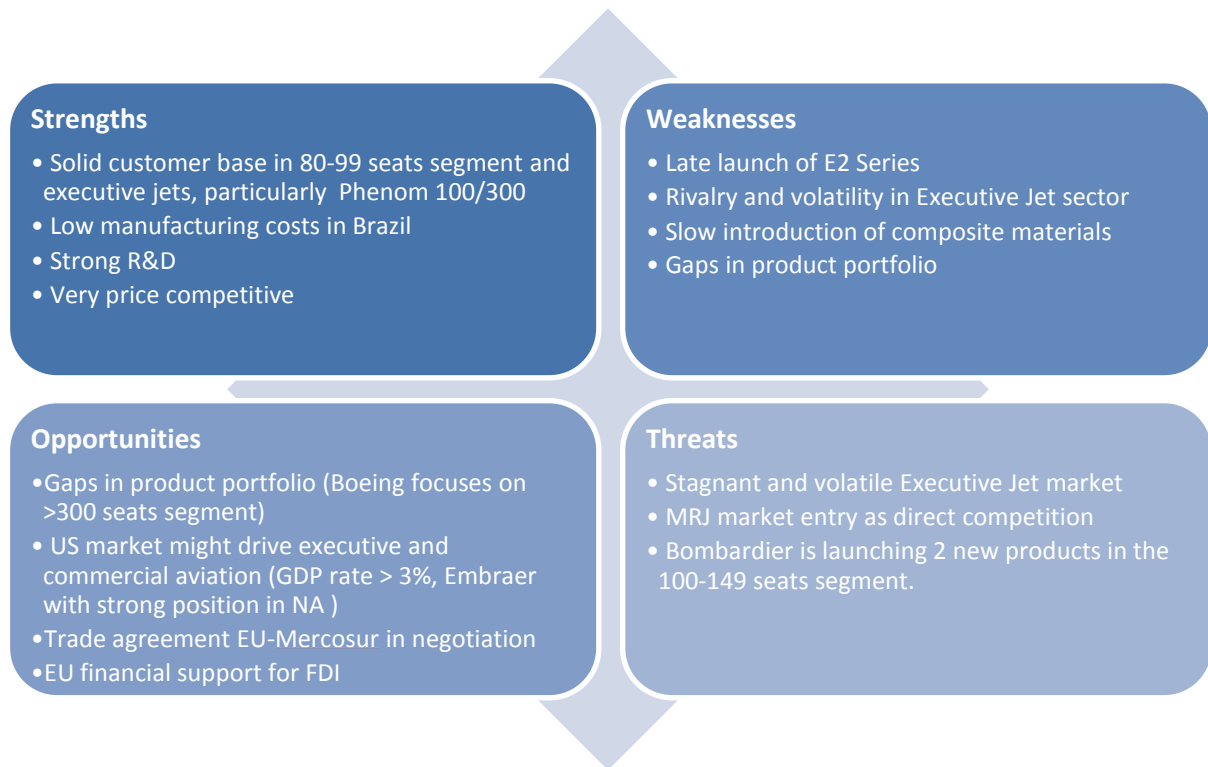 Strengths
• Solid customer base in 80-99 seats segment and
executive jets, particularly Phenom 100/300
• Low manufacturing costs in Brazil
• Strong R&D
• Very price competitive
Weaknesses
• Late launch of E2 Series
• Rivalry and volatility in Executive Jet sector
• Slow introduction of composite materials
• Gaps in product portfolio
Opportunities
•Gaps in product portfolio (Boeing focuses on
>300 seats segment)
• US market might drive executive and
commercial aviation (GDP rate > 3%, Embraer
with strong position in NA )
•Trade agreement EU-Mercosur in negotiation
•EU financial support for FDI
Threats
• Stagnant and volatile Executive Jet market
• MRJ market entry as direct competition
• Bombardier is launching 2 new products in the
100-149 seats segment.